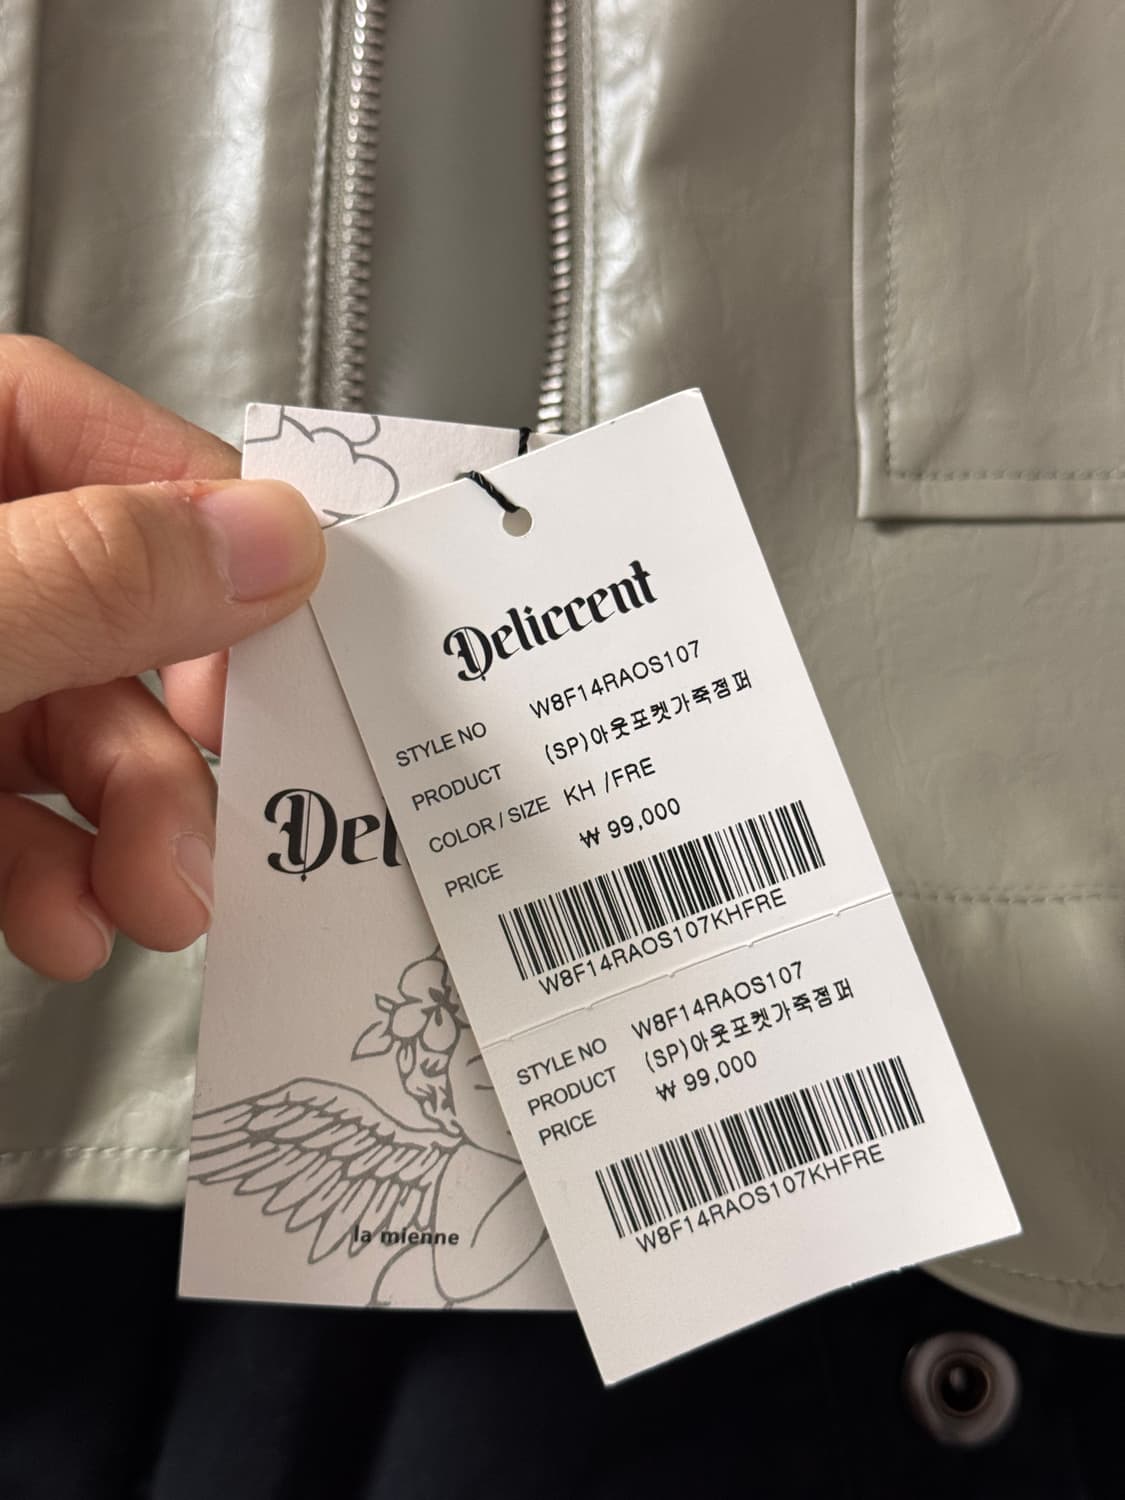 Deliccent
STYLE NO W8F14RAOS107
PRODUCT (SP)아웃포켓가죽점퍼
COLOR / SIZE KH /FRE
PRICE ₩ 99,000
W8F14RAOS107KHFRE
STYLE NO W8F14RAOS107
PRODUCT (SP)아웃포켓가죽점퍼
PRICE ₩ 99,000
W8F14RAOS107KHFRE
Del
la mienne